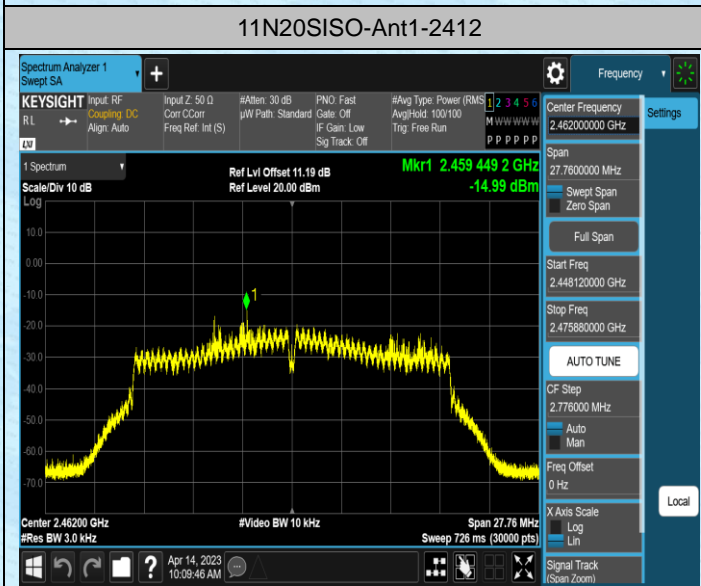 11N20SISO-Ant1-2412
Spectrum Analyzer 1
Swept SA
Frequency
KEYSIGHT
RL
Input: RF
Coupling: DC
Align: Auto
Input Z: 50 Ω
Corr CCorr
Freq Ref: Int (S)
#Atten: 30 dB
µW Path: Standard
PNO: Fast
Gate: Off
IF Gain: Low
Sig Track: Off
#Avg Type: Power (RMS
Avg|Hold: 100/100
Trig: Free Run
1 2 3 4 5 6
M W W W W W
P P P P P P
LXI
1 Spectrum
Scale/Div 10 dB
Ref Lvl Offset 11.19 dB
Ref Level 20.00 dBm
Mkr1 2.459 449 2 GHz
-14.99 dBm
Log
10.0
0.00
-10.0
-20.0
-30.0
-40.0
-50.0
-60.0
-70.0
1
Center 2.46200 GHz
#Res BW 3.0 kHz
#Video BW 10 kHz
Span 27.76 MHz
Sweep 726 ms (30000 pts)
Center Frequency
2.462000000 GHz
Span
27.7600000 MHz
Swept Span
Zero Span
Full Span
Start Freq
2.448120000 GHz
Stop Freq
2.475880000 GHz
AUTO TUNE
CF Step
2.776000 MHz
Auto
Man
Freq Offset
0 Hz
X Axis Scale
Log
Lin
Signal Track
(Span Zoom)
Settings
Local
?
Apr 14, 2023
10:09:46 AM